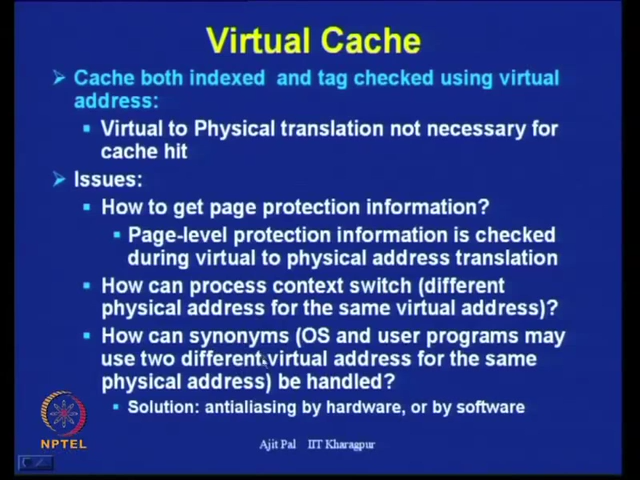 Virtual Cache
Cache both indexed and tag checked using virtual
address:
Virtual to Physical translation not necessary for
cache hit
Issues:
How to get page protection information?
Page-level protection information is checked
during virtual to physical address translation
How can process context switch (different
physical address for the same virtual address)?
How can synonyms (OS and user programs may
use two different virtual address for the same
physical address) be handled?
Solution: antialiasing by hardware, or by software
NPTEL
Ajit Pal IIT Kharagpur